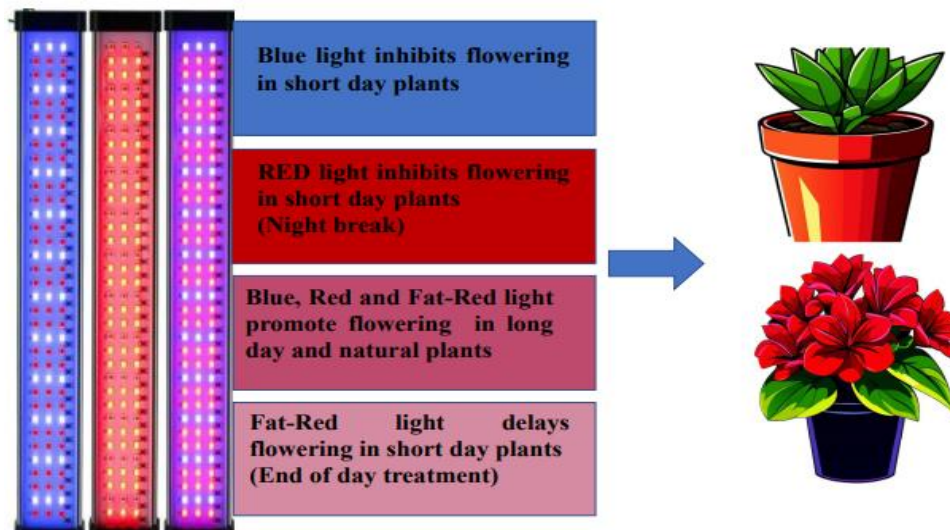 Blue light inhibits flowering
in short day plants
RED light inhibits flowering
in short day plants
(Night break)
Blue, Red and Fat-Red light
promote flowering in long
day and natural plants
Fat-Red light delays
flowering in short day plants
(End of day treatment)